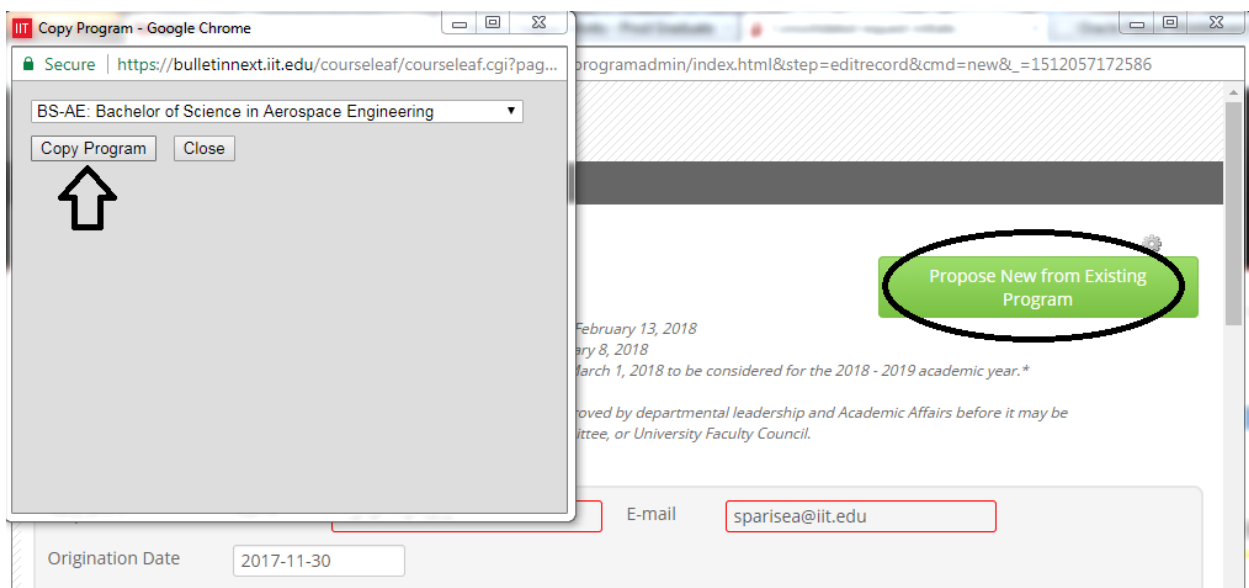 IIT Copy Program - Google Chrome
Secure | https://bulletinnext.iit.edu/courseleaf/courseleaf.cgi?pag...
programadmin/index.html&step=editrecord&cmd=new&_=1512057172586
BS-AE: Bachelor of Science in Aerospace Engineering
Copy Program Close
Propose New from Existing
Program
February 13, 2018
ary 8, 2018
March 1, 2018 to be considered for the 2018 - 2019 academic year.*
roved by departmental leadership and Academic Affairs before it may be
ittee, or University Faculty Council.
E-mail sparisea@iit.edu
Origination Date 2017-11-30